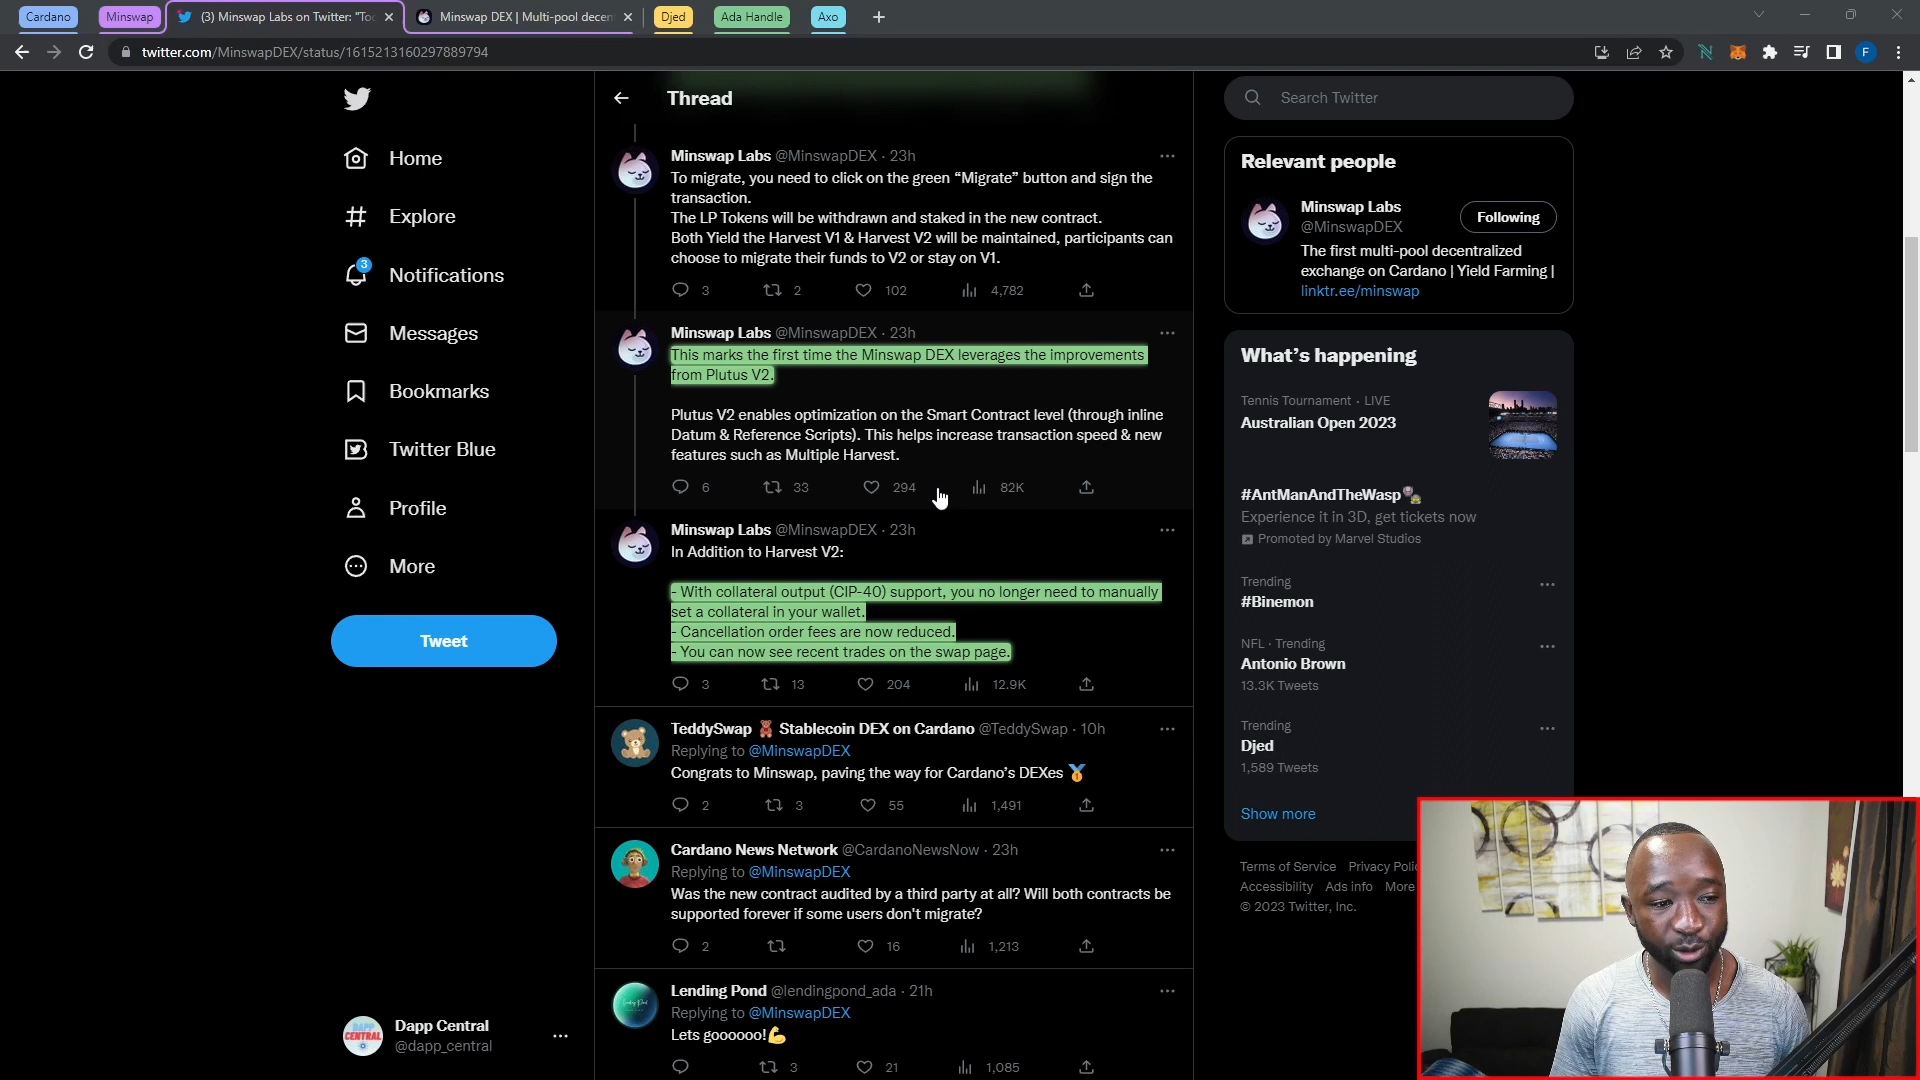 Cardano
Minswap
(3) Minswap Labs on Twitter: "Toc
Minswap DEX | Multi-pool decen
Djed
Ada Handle
Axo
twitter.com/MinswapDEX/status/1615213160297889794
F
Home
Explore
3
Notifications
Messages
Bookmarks
Twitter Blue
Profile
More
Tweet
DAPP CENTRAL
Dapp Central
@dapp_central
Thread
Minswap Labs @MinswapDEX · 23h
To migrate, you need to click on the green “Migrate” button and sign the
transaction.
The LP Tokens will be withdrawn and staked in the new contract.
Both Yield the Harvest V1 & Harvest V2 will be maintained, participants can
choose to migrate their funds to V2 or stay on V1.
3 2 102 4,782
Minswap Labs @MinswapDEX · 23h
This marks the first time the Minswap DEX leverages the improvements
from Plutus V2.
Plutus V2 enables optimization on the Smart Contract level (through inline
Datum & Reference Scripts). This helps increase transaction speed & new
features such as Multiple Harvest.
6 33 294 82K
Minswap Labs @MinswapDEX · 23h
In Addition to Harvest V2:
- With collateral output (CIP-40) support, you no longer need to manually
set a collateral in your wallet.
- Cancellation order fees are now reduced.
- You can now see recent trades on the swap page.
3 13 204 12.9K
TeddySwap 🧸 Stablecoin DEX on Cardano @TeddySwap · 10h
Replying to @MinswapDEX
Congrats to Minswap, paving the way for Cardano’s DEXes 🥇
2 3 55 1,491
Cardano News Network @CardanoNewsNow · 23h
Replying to @MinswapDEX
Was the new contract audited by a third party at all? Will both contracts be
supported forever if some users don't migrate?
2 16 1,213
Lending Pond @lendingpond_ada · 21h
Replying to @MinswapDEX
Lets goooooo!💪
3 21 1,085
Search Twitter
Relevant people
Minswap Labs
@MinswapDEX
Following
The first multi-pool decentralized
exchange on Cardano | Yield Farming |
linktr.ee/minswap
What’s happening
Tennis Tournament · LIVE
Australian Open 2023
#AntManAndTheWasp
Experience it in 3D, get tickets now
Promoted by Marvel Studios
Trending
#Binemon
NFL · Trending
Antonio Brown
13.3K Tweets
Trending
Djed
1,589 Tweets
Show more
Terms of Service Privacy Polic
Accessibility Ads info More
© 2023 Twitter, Inc.